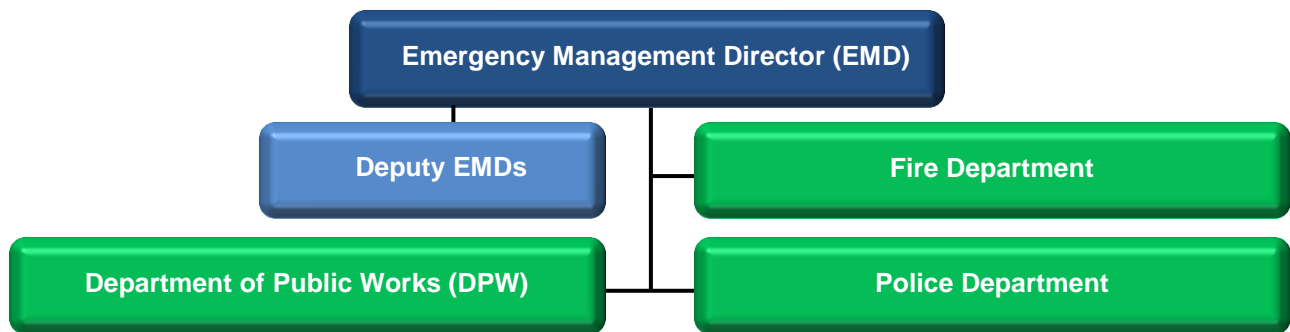 Emergency Management Director (EMD)
Deputy EMDs
Fire Department
Department of Public Works (DPW)
Police Department